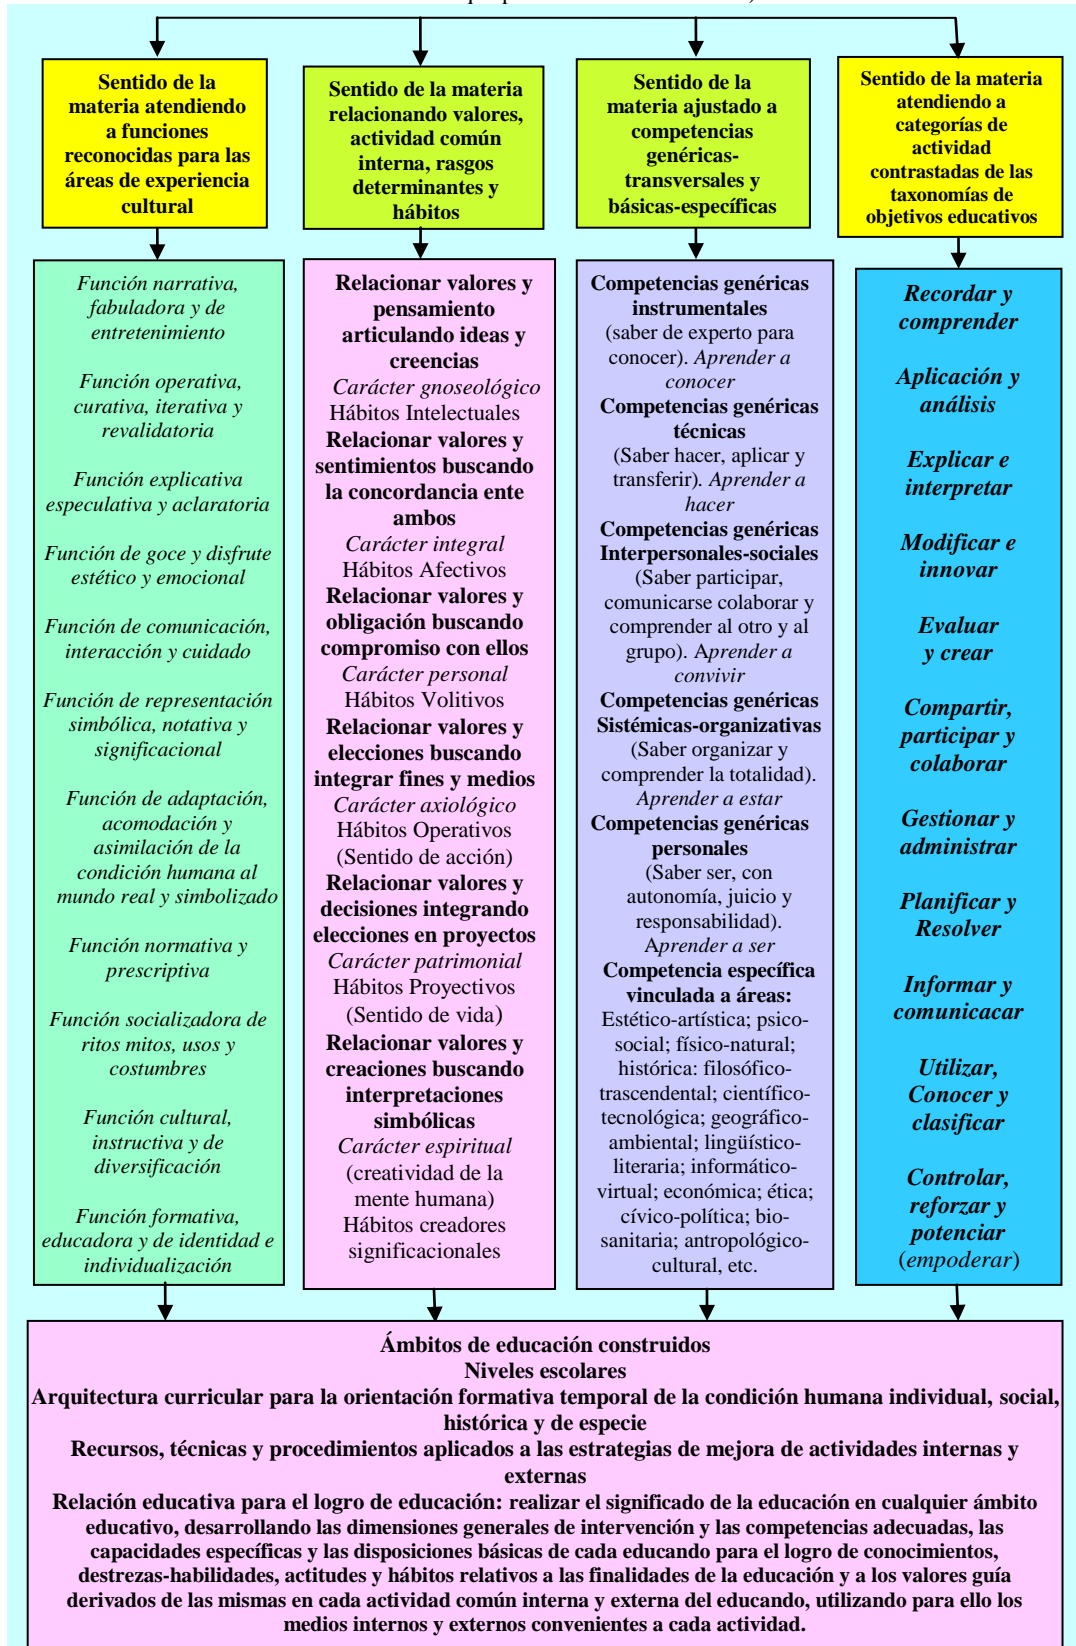 Sentido de la
materia atendiendo
a funciones
reconocidas para las
áreas de experiencia
cultural
Sentido de la materia
relacionando valores,
actividad común
interna, rasgos
determinantes y
hábitos
Sentido de la
materia ajustado a
competencias
genéricas-
transversales y
básicas-específicas
Sentido de la materia
atendiendo a
categorías de
actividad
contrastadas de las
taxonomías de
objetivos educativos
Función narrativa,
fabuladora y de
entretenimiento
Función operativa,
curativa, iterativa y
revalidatoria
Función explicativa
especulativa y aclaratoria
Función de goce y disfrute
estético y emocional
Función de comunicación,
interacción y cuidado
Función de representación
simbólica, notativa y
significacional
Función de adaptación,
acomodación y
asimilación de la
condición humana al
mundo real y simbolizado
Función normativa y
prescriptiva
Función socializadora de
ritos mitos, usos y
costumbres
Función cultural,
instructiva y de
diversificación
Función formativa,
educadora y de identidad e
individualización
Relacionar valores y
pensamiento
articulando ideas y
creencias
Carácter gnoseológico
Hábitos Intelectuales
Relacionar valores y
sentimientos buscando
la concordancia ente
ambos
Carácter integral
Hábitos Afectivos
Relacionar valores y
obligación buscando
compromiso con ellos
Carácter personal
Hábitos Volitivos
Relacionar valores y
elecciones buscando
integrar fines y medios
Carácter axiológico
Hábitos Operativos
(Sentido de acción)
Relacionar valores y
decisiones integrando
elecciones en proyectos
Carácter patrimonial
Hábitos Proyectivos
(Sentido de vida)
Relacionar valores y
creaciones buscando
interpretaciones
simbólicas
Carácter espiritual
(creatividad de la
mente humana)
Hábitos creadores
significacionales
Competencias genéricas
instrumentales
(saber de experto para
conocer). Aprender a
conocer
Competencias genéricas
técnicas
(Saber hacer, aplicar y
transferir). Aprender a
hacer
Competencias genéricas
Interpersonales-sociales
(Saber participar,
comunicarse colaborar y
comprender al otro y al
grupo). Aprender a
convivir
Competencias genéricas
Sistémicas-organizativas
(Saber organizar y
comprender la totalidad).
Aprender a estar
Competencias genéricas
personales
(Saber ser, con
autonomía, juicio y
responsabilidad).
Aprender a ser
Competencia específica
vinculada a áreas:
Estético-artística; psico-
social; físico-natural;
histórica: filosófico-
trascendental; científico-
tecnológica; geográfico-
ambiental; lingüístico-
literaria; informático-
virtual; económica; ética;
cívico-política; bio-
sanitaria; antropológico-
cultural, etc.
Recordar y
comprender
Aplicación y
análisis
Explicar e
interpretar
Modificar e
innovar
Evaluar
y crear
Compartir,
participar y
colaborar
Gestionar y
administrar
Planificar y
Resolver
Informar y
comunicacar
Utilizar,
Conocer y
clasificar
Controlar,
reforzar y
potenciar
(empoderar)
Ámbitos de educación construidos
Niveles escolares
Arquitectura curricular para la orientación formativa temporal de la condición humana individual, social,
histórica y de especie
Recursos, técnicas y procedimientos aplicados a las estrategias de mejora de actividades internas y
externas
Relación educativa para el logro de educación: realizar el significado de la educación en cualquier ámbito
educativo, desarrollando las dimensiones generales de intervención y las competencias adecuadas, las
capacidades específicas y las disposiciones básicas de cada educando para el logro de conocimientos,
destrezas-habilidades, actitudes y hábitos relativos a las finalidades de la educación y a los valores guía
derivados de las mismas en cada actividad común interna y externa del educando, utilizando para ello los
medios internos y externos convenientes a cada actividad.